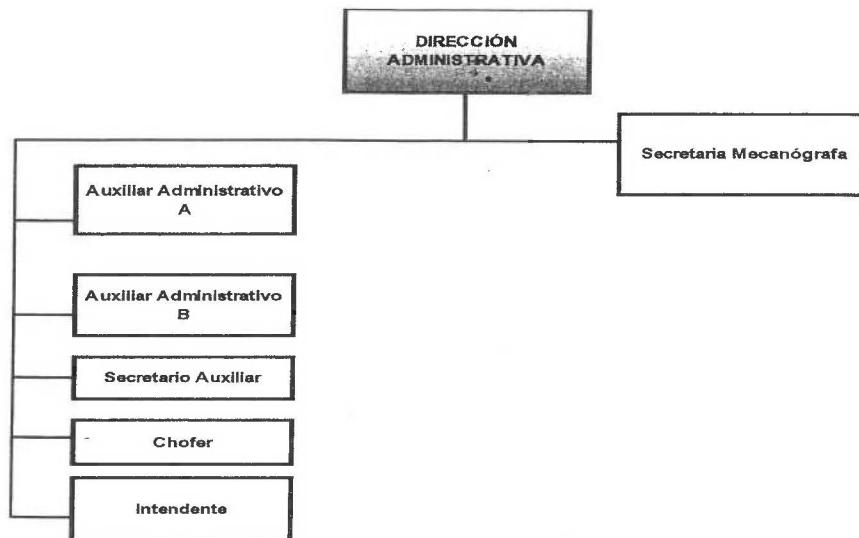 DIRECCIÓN
ADMINISTRATIVA
Secretaria Mecanógrafa
Auxiliar Administrativo
A
Auxiliar Administrativo
B
Secretario Auxiliar
Chofer
Intendente